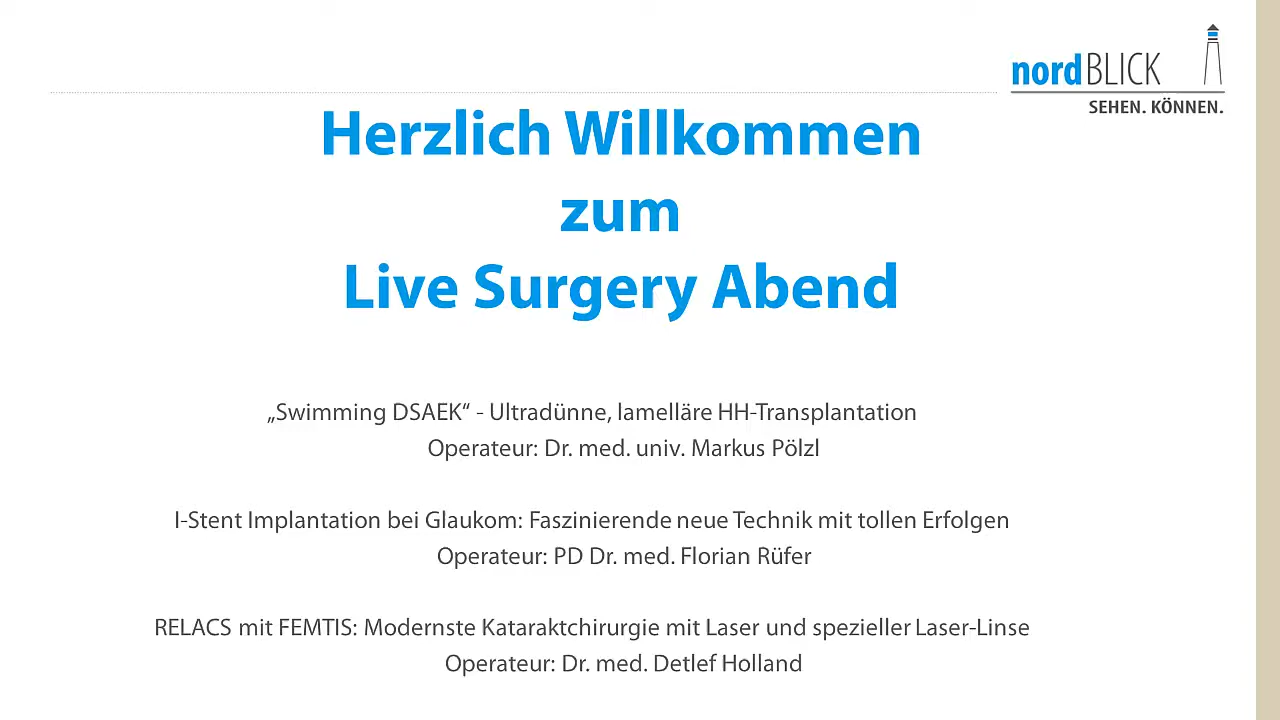 nordBLICK
SEHEN. KÖNNEN.
Herzlich Willkommen
zum
Live Surgery Abend
„Swimming DSAEK“ - Ultradünne, lamelläre HH-Transplantation
Operateur: Dr. med. univ. Markus Pölzl
I-Stent Implantation bei Glaukom: Faszinierende neue Technik mit tollen Erfolgen
Operateur: PD Dr. med. Florian Rüfer
RELACS mit FEMTIS: Modernste Kataraktchirurgie mit Laser und spezieller Laser-Linse
Operateur: Dr. med. Detlef Holland